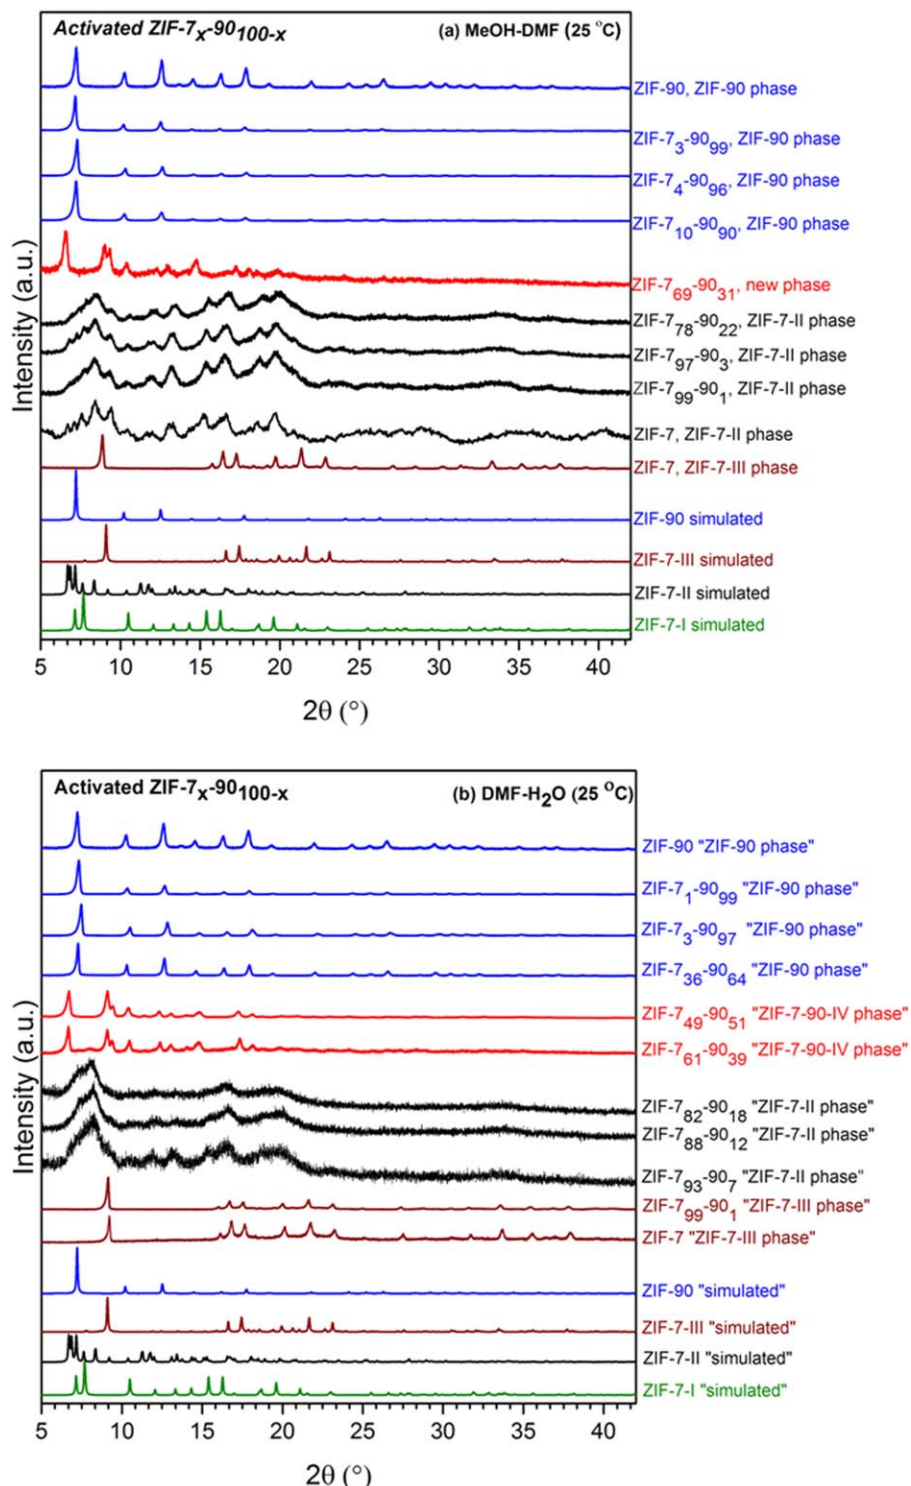 Activated ZIF-7x-90100-x
(a) MeOH-DMF (25 °C)
ZIF-90, ZIF-90 phase
ZIF-73-9099, ZIF-90 phase
ZIF-74-9096, ZIF-90 phase
ZIF-710-9090, ZIF-90 phase
ZIF-769-9031, new phase
ZIF-778-9022, ZIF-7-II phase
ZIF-797-903, ZIF-7-II phase
ZIF-799-901, ZIF-7-II phase
ZIF-7, ZIF-7-II phase
ZIF-7, ZIF-7-III phase
ZIF-90 simulated
ZIF-7-III simulated
ZIF-7-II simulated
ZIF-7-I simulated
Intensity (a.u.)
5 10 15 20 25 30 35 40
2θ (°)
Activated ZIF-7x-90100-x
(b) DMF-H2O (25 °C)
ZIF-90 "ZIF-90 phase"
ZIF-71-9099 "ZIF-90 phase"
ZIF-73-9097 "ZIF-90 phase"
ZIF-736-9064 "ZIF-90 phase"
ZIF-749-9051 "ZIF-7-90-IV phase"
ZIF-761-9039 "ZIF-7-90-IV phase"
ZIF-782-9018 "ZIF-7-II phase"
ZIF-788-9012 "ZIF-7-II phase"
ZIF-793-907 "ZIF-7-II phase"
ZIF-799-901 "ZIF-7-III phase"
ZIF-7 "ZIF-7-III phase"
ZIF-90 "simulated"
ZIF-7-III "simulated"
ZIF-7-II "simulated"
ZIF-7-I "simulated"
Intensity (a.u.)
5 10 15 20 25 30 35 40
2θ (°)